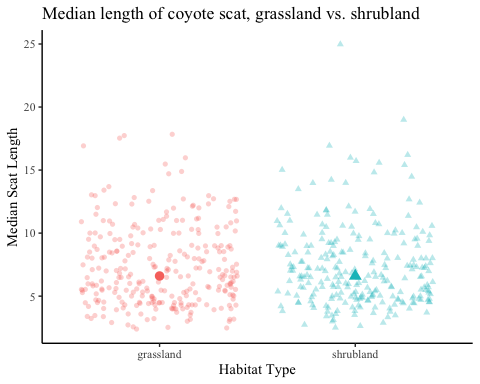 Median length of coyote scat, grassland vs. shrubland
25
20
15
10
5
Median Scat Length
grassland
shrubland
Habitat Type